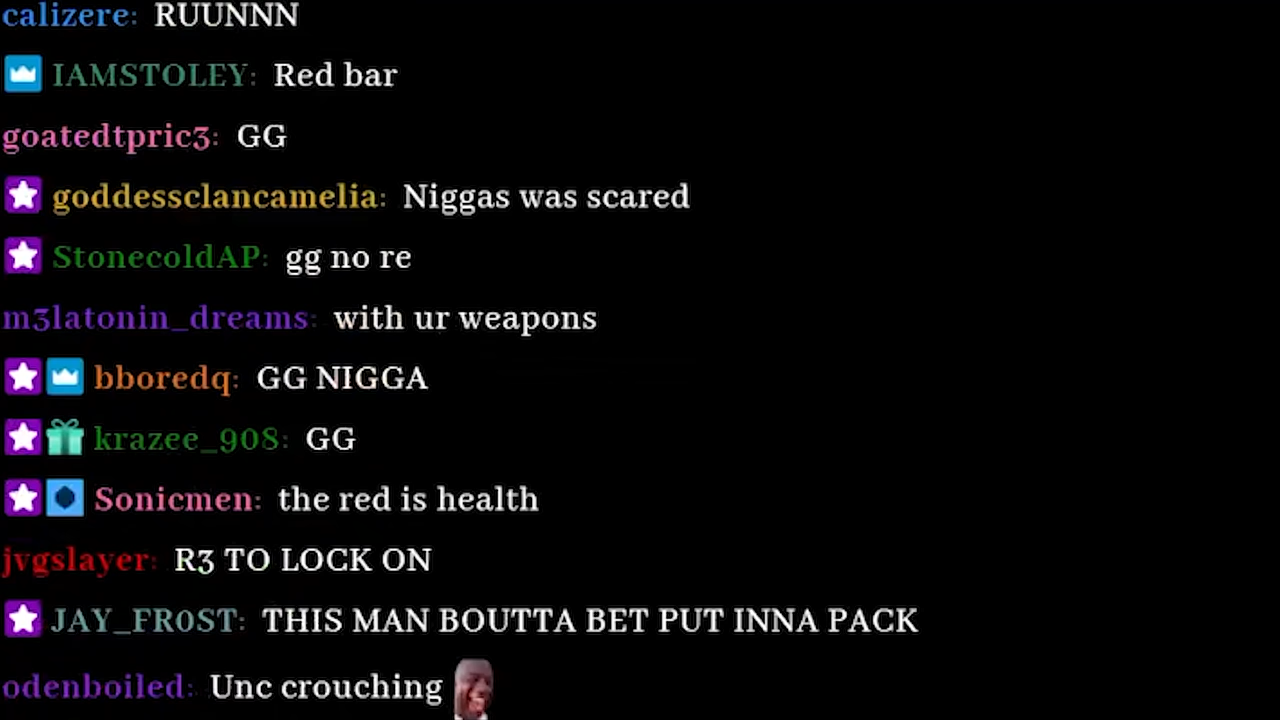 calizere: RUUNNN
IAMSTOLEY: Red bar
goatedtpric3: GG
goddessclancamelia: Niggas was scared
StonecoldAP: gg no re
m3latonin_dreams: with ur weapons
bboredq: GG NIGGA
krazee_908: GG
Sonicmen: the red is health
jvgslayer: R3 TO LOCK ON
JAY_FR0ST: THIS MAN BOUTTA BET PUT INNA PACK
odenboiled: Unc crouching